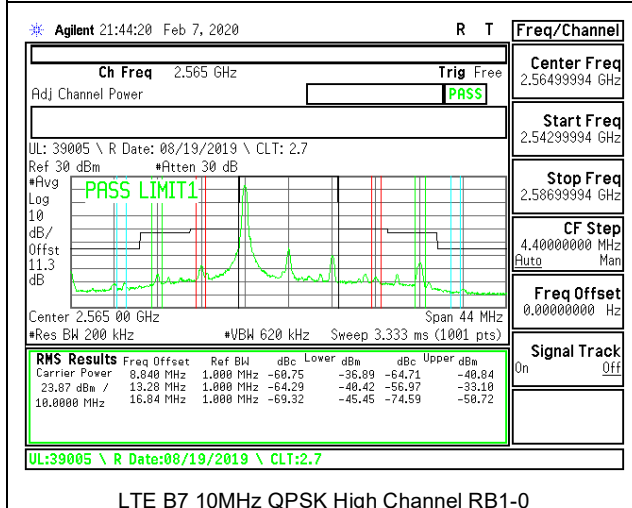 Agilent 21:44:20 Feb 7, 2020 R T
Freq/Channel
Ch Freq 2.565 GHz Trig Free
Adj Channel Power PASS
Center Freq
2.56499994 GHz
Start Freq
2.54299994 GHz
Stop Freq
2.58699994 GHz
CF Step
4.40000000 MHz
Auto Man
Freq Offset
0.00000000 Hz
Signal Track
On Off
UL: 39005 \ R Date: 08/19/2019 \ CLT: 2.7
Ref 30 dBm #Atten 30 dB
#Avg
Log
10
dB/
Offst
11.3
dB
PASS LIMIT1
Center 2.565 00 GHz Span 44 MHz
#Res BW 200 kHz #VBW 620 kHz Sweep 3.333 ms (1001 pts)
RMS Results Freq Offset Ref BW dBc Lower dBm dBc Upper dBm
Carrier Power 8.840 MHz 1.000 MHz -60.75 -36.89 -64.71 -40.84
23.87 dBm / 13.28 MHz 1.000 MHz -64.29 -40.42 -56.97 -33.10
10.0000 MHz 16.84 MHz 1.000 MHz -69.32 -45.45 -74.59 -50.72
UL:39005 \ R Date:08/19/2019 \ CLT:2.7
LTE B7 10MHz QPSK High Channel RB1-0